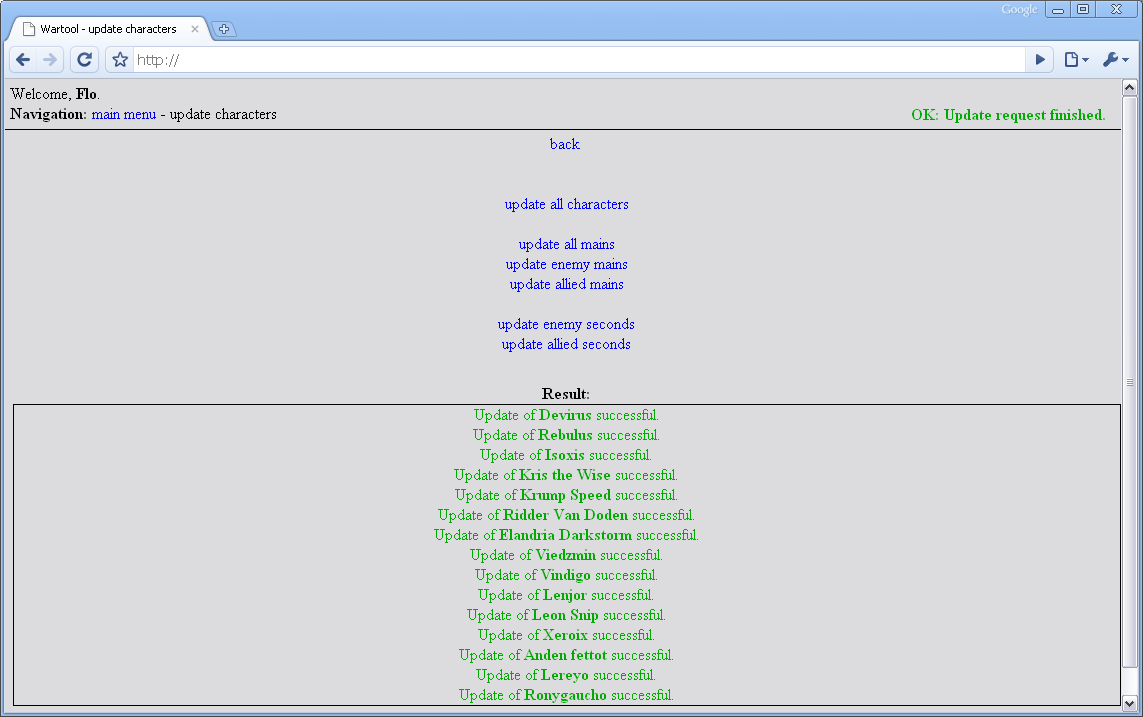 Google
Wartool - update characters
http://
Welcome, Flo.
Navigation: main menu - update characters
OK: Update request finished.
back
update all characters
update all mains
update enemy mains
update allied mains
update enemy seconds
update allied seconds
Result:
Update of Devirus successful.
Update of Rebulus successful.
Update of Isoxis successful.
Update of Kris the Wise successful.
Update of Krump Speed successful.
Update of Ridder Van Doden successful.
Update of Elandria Darkstorm successful.
Update of Viedzmin successful.
Update of Vindigo successful.
Update of Lenjor successful.
Update of Leon Snip successful.
Update of Xeroix successful.
Update of Anden fettot successful.
Update of Lereyo successful.
Update of Ronygaucho successful.